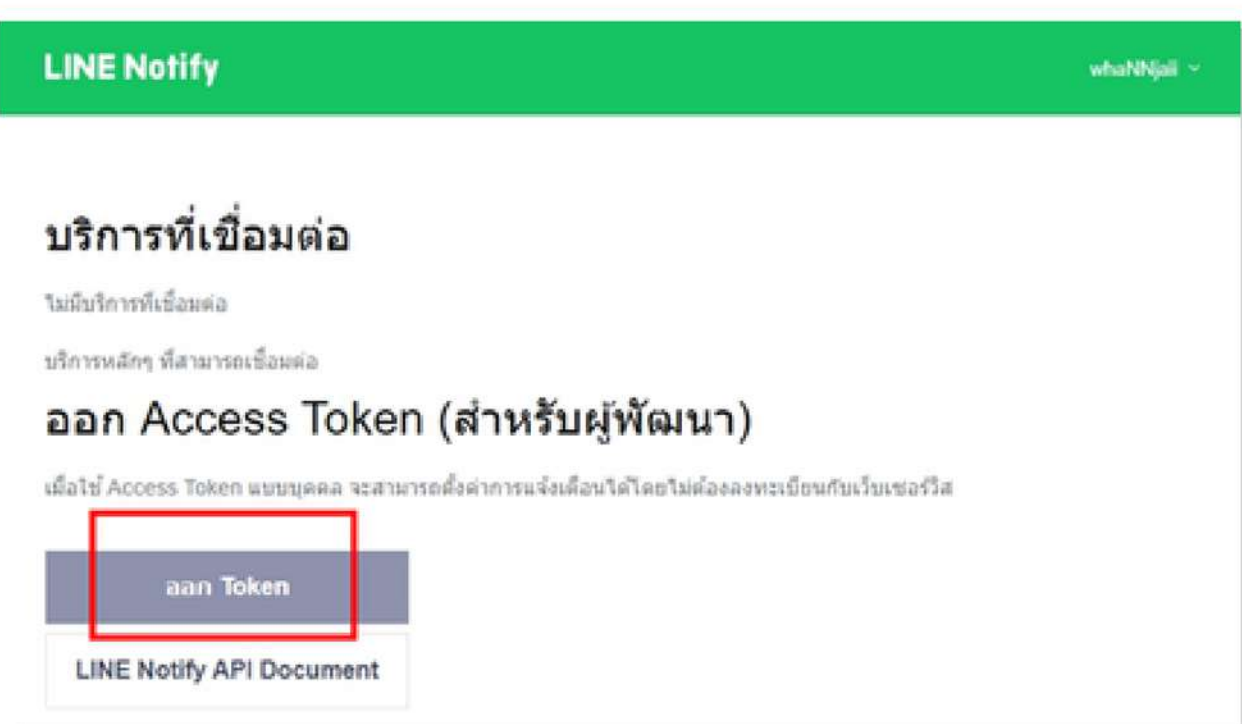 LINE Notify
whaNNjaii
บริการที่เชื่อมต่อ
ไม่มีบริการที่เชื่อมต่อ
บริการหลักๆ ที่สามารถเชื่อมต่อ
ออก Access Token (สำหรับผู้พัฒนา)
เมื่อใช้ Access Token แบบบุคคล จะสามารถตั้งค่าการแจ้งเตือนได้โดยไม่ต้องลงทะเบียนกับเว็บเซอร์วิส
ออก Token
LINE Notify API Document